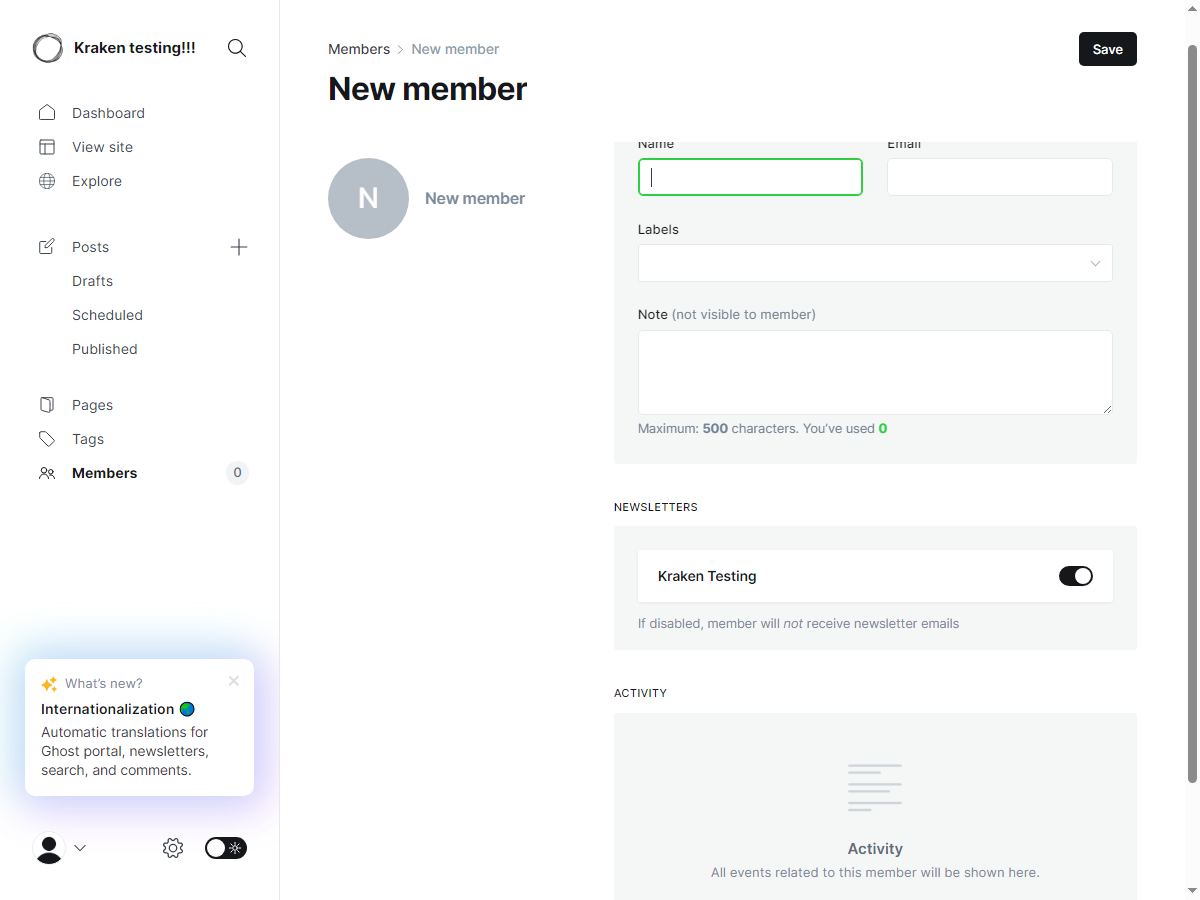 Kraken testing!!!
Dashboard
View site
Explore
Posts
Drafts
Scheduled
Published
Pages
Tags
Members 0
What's new?
Internationalization
Automatic translations for
Ghost portal, newsletters,
search, and comments.
Members New member
Save
New member
N New member
Name Email
Labels
Note (not visible to member)
Maximum: 500 characters. You've used 0
NEWSLETTERS
Kraken Testing
If disabled, member will not receive newsletter emails
ACTIVITY
Activity
All events related to this member will be shown here.